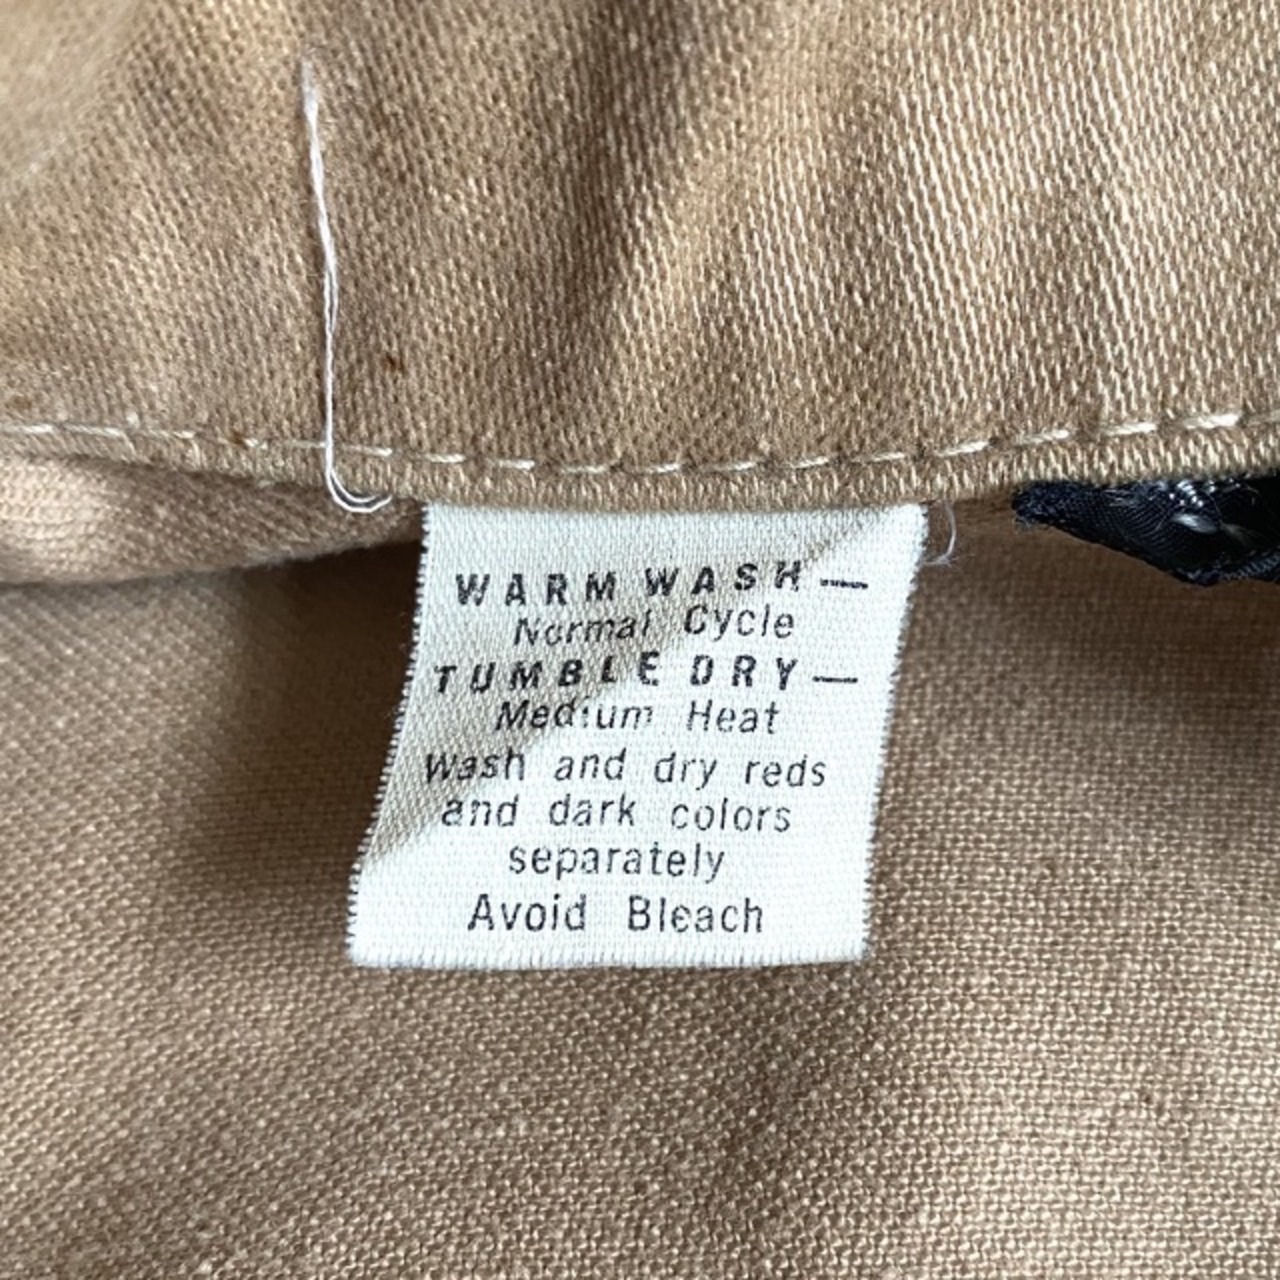 WARM WASH—
Normal Cycle
TUMBLE DRY—
Medium Heat
Wash and dry reds
and dark colors
separately
Avoid Bleach